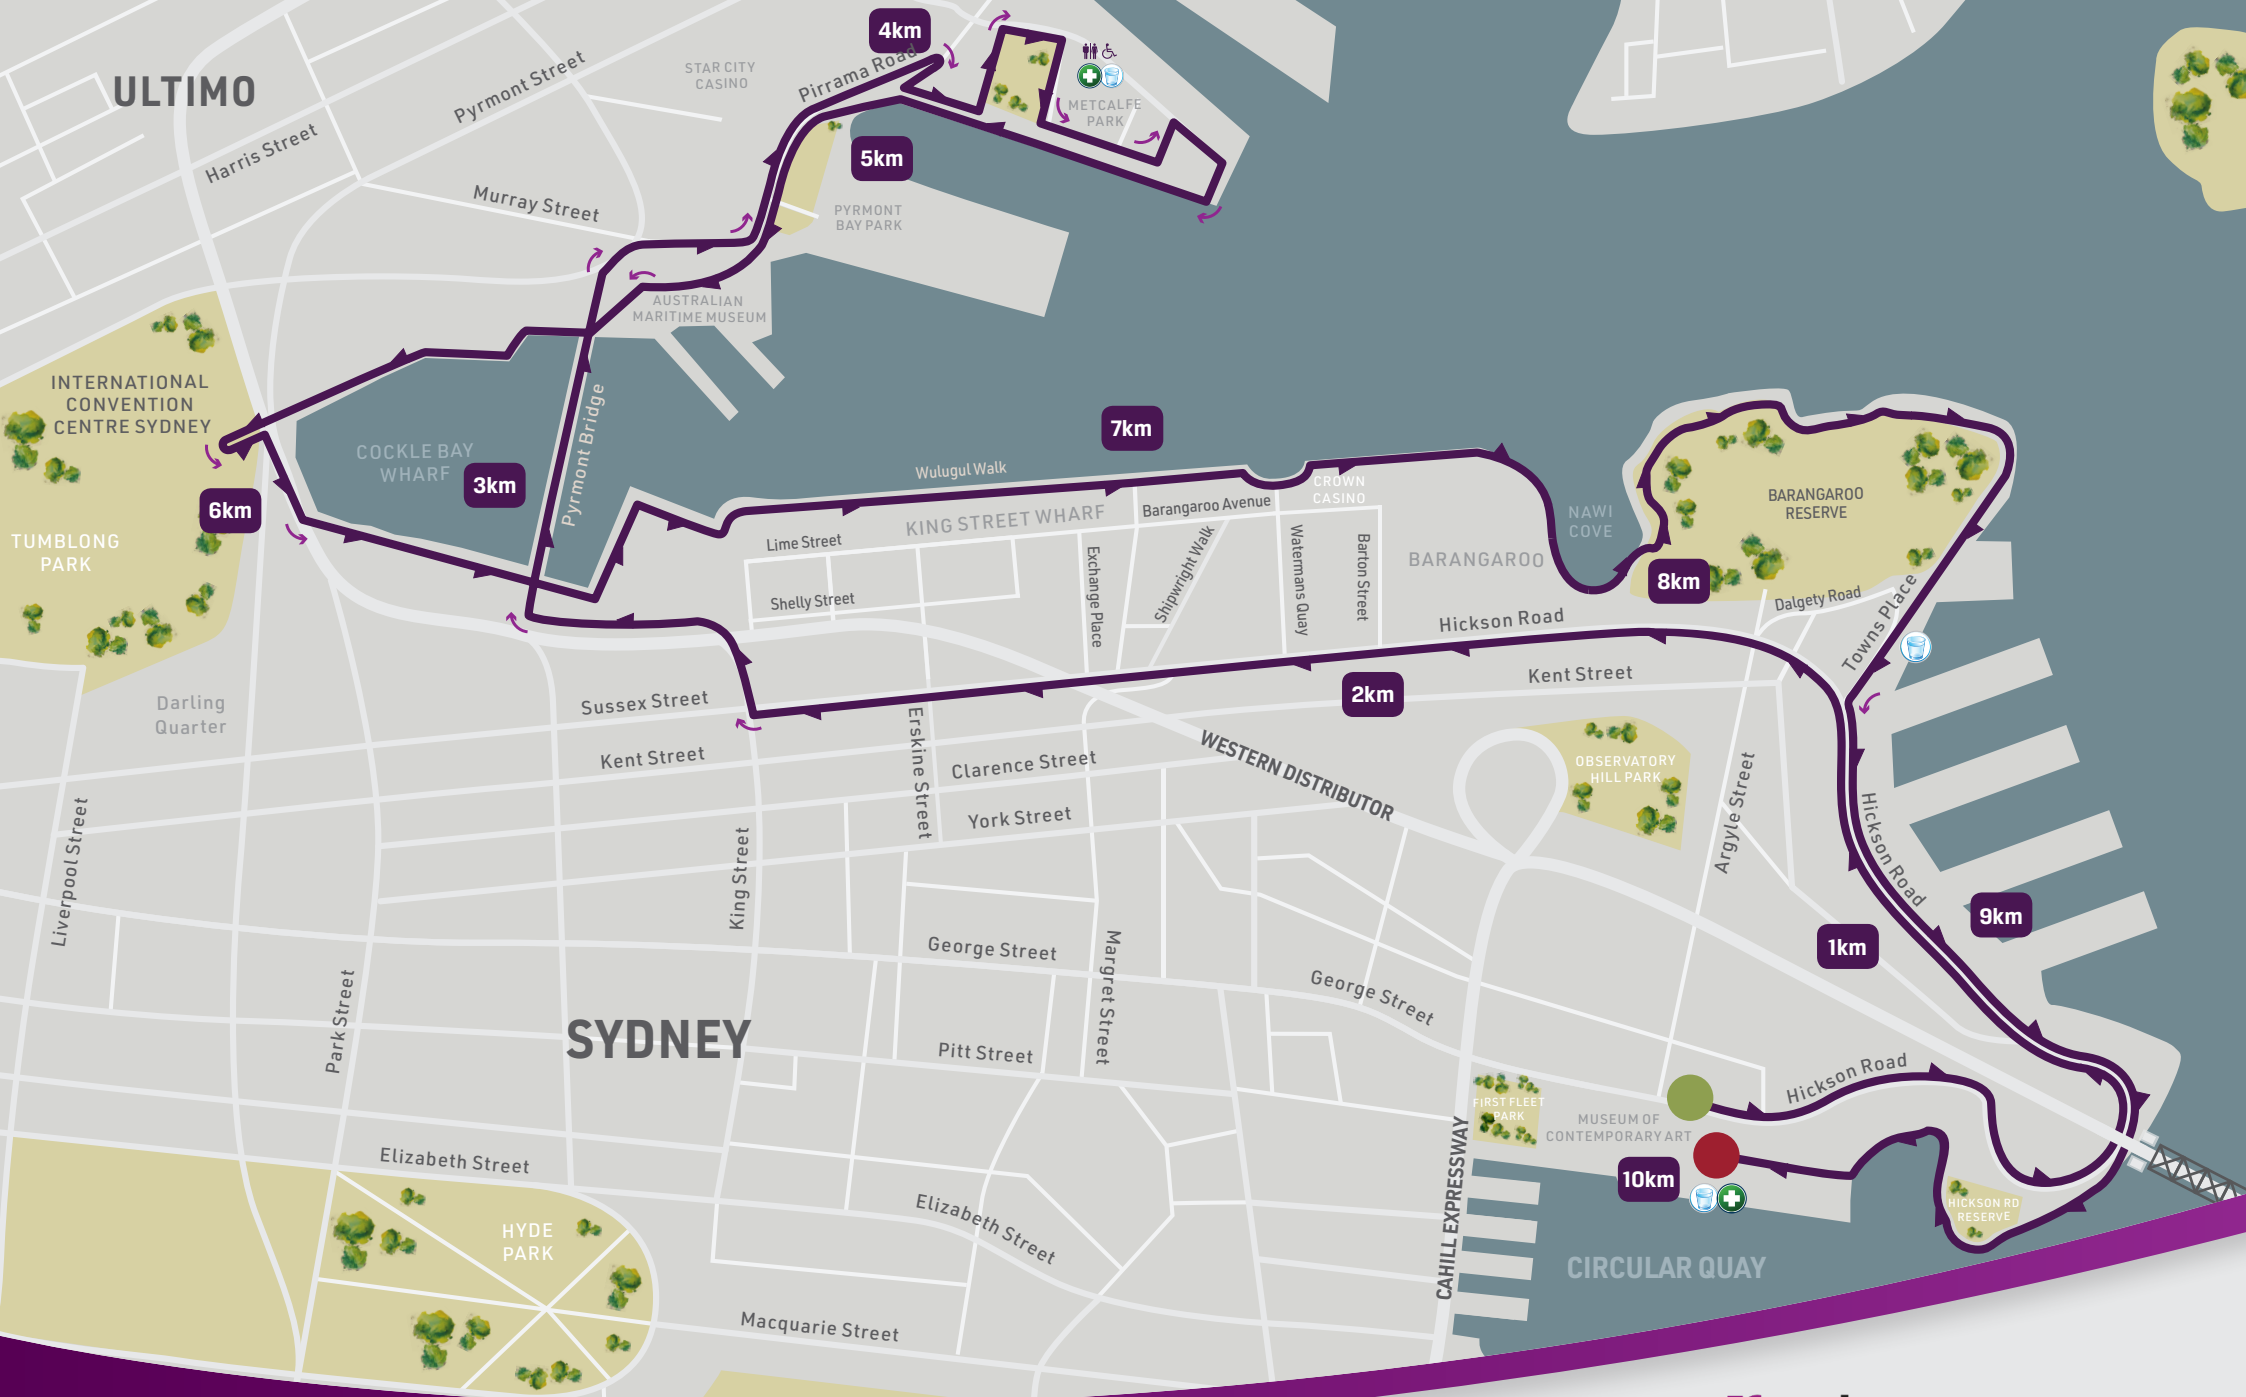 4km
ULTIMO
STAR CITY
CASINO
Pirrama Road
Pyrmont Street
METCALFE
PARK
Harris Street
5km
Murray Street
PYRMONT
BAY PARK
AUSTRALIAN
MARITIME MUSEUM
INTERNATIONAL
CONVENTION
CENTRE SYDNEY
COCKLE BAY
WHARF
3km
Pyrmont Bridge
7km
Wulugul Walk
CROWN
CASINO
NAWI
COVE
BARANGAROO
RESERVE
6km
TUMBLONG
PARK
Lime Street
KING STREET WHARF
Barangaroo Avenue
Exchange Place
Shipwright Walk
Watermans Quay
Barton Street
BARANGAROO
8km
Shelly Street
Hickson Road
Dalgety Road
Towns Place
Darling
Quarter
Sussex Street
2km
Kent Street
Kent Street
Erskine Street
Clarence Street
WESTERN DISTRIBUTOR
OBSERVATORY
HILL PARK
Argyle Street
Hickson Road
York Street
Liverpool Street
King Street
9km
1km
George Street
Margret Street
George Street
Park Street
SYDNEY
Pitt Street
Hickson Road
FIRST FLEET
PARK
MUSEUM OF
CONTEMPORARY ART
Elizabeth Street
10km
CAHILL EXPRESSWAY
HICKSON RD
RESERVE
HYDE
PARK
Elizabeth Street
CIRCULAR QUAY
Macquarie Street